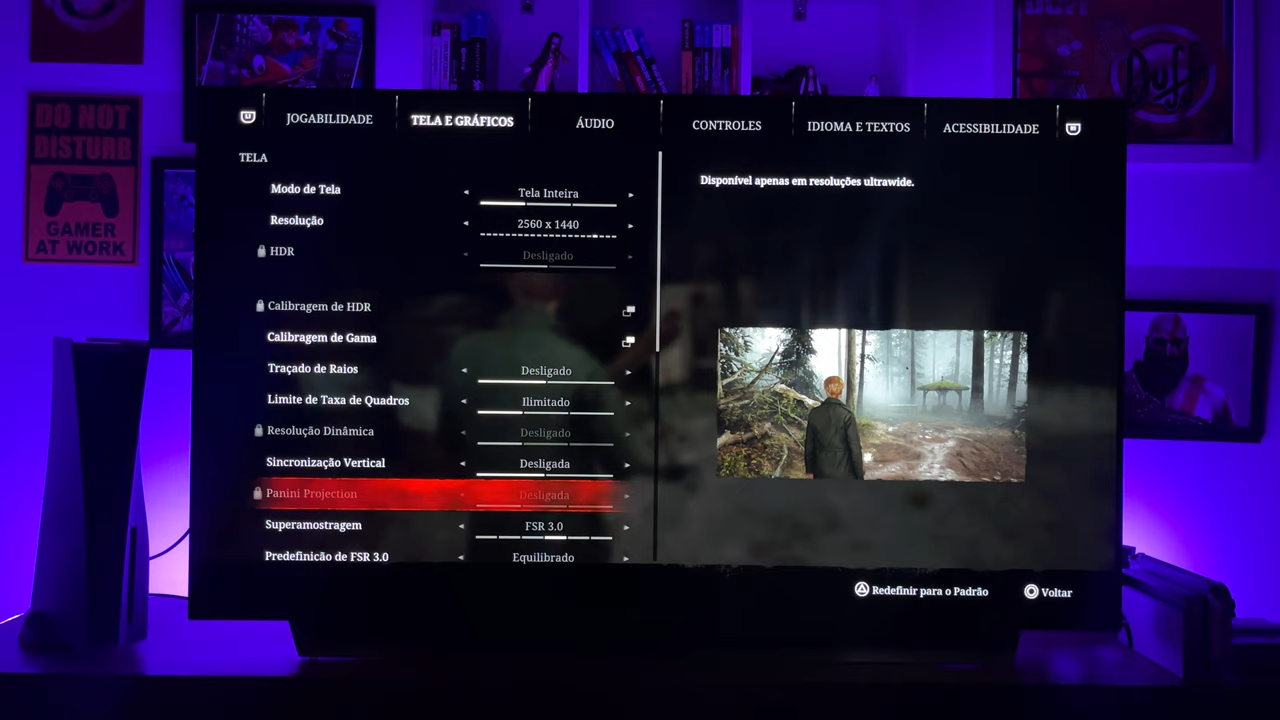 DO NOT
DISTURB
GAMER
AT WORK
Duff
L1
JOGABILIDADE
TELA E GRÁFICOS
ÁUDIO
CONTROLES
IDIOMA E TEXTOS
ACESSIBILIDADE
R1
TELA
Modo de Tela
Tela Inteira
Resolução
2560 x 1440
HDR
Desligado
Calibragem de HDR
Calibragem de Gama
Traçado de Raios
Desligado
Limite de Taxa de Quadros
Ilimitado
Resolução Dinâmica
Desligado
Sincronização Vertical
Desligada
Panini Projection
Desligada
Superamostragem
FSR 3.0
Predefinição de FSR 3.0
Equilibrado
Disponível apenas em resoluções ultrawide.
Redefinir para o Padrão
Voltar